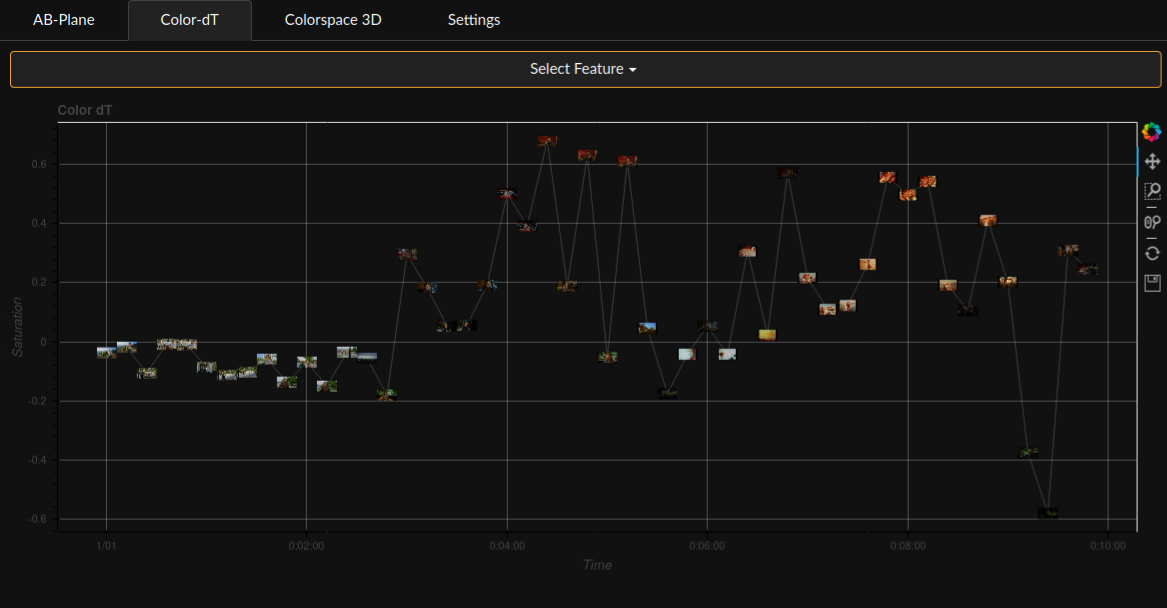 AB-Plane Color-dT Colorspace 3D Settings
Select Feature
Color dT
Saturation
0.6
0.4
0.2
0
-0.2
-0.4
-0.6
1/01 0:02:00 0:04:00 0:06:00 0:08:00 0:10:00
Time